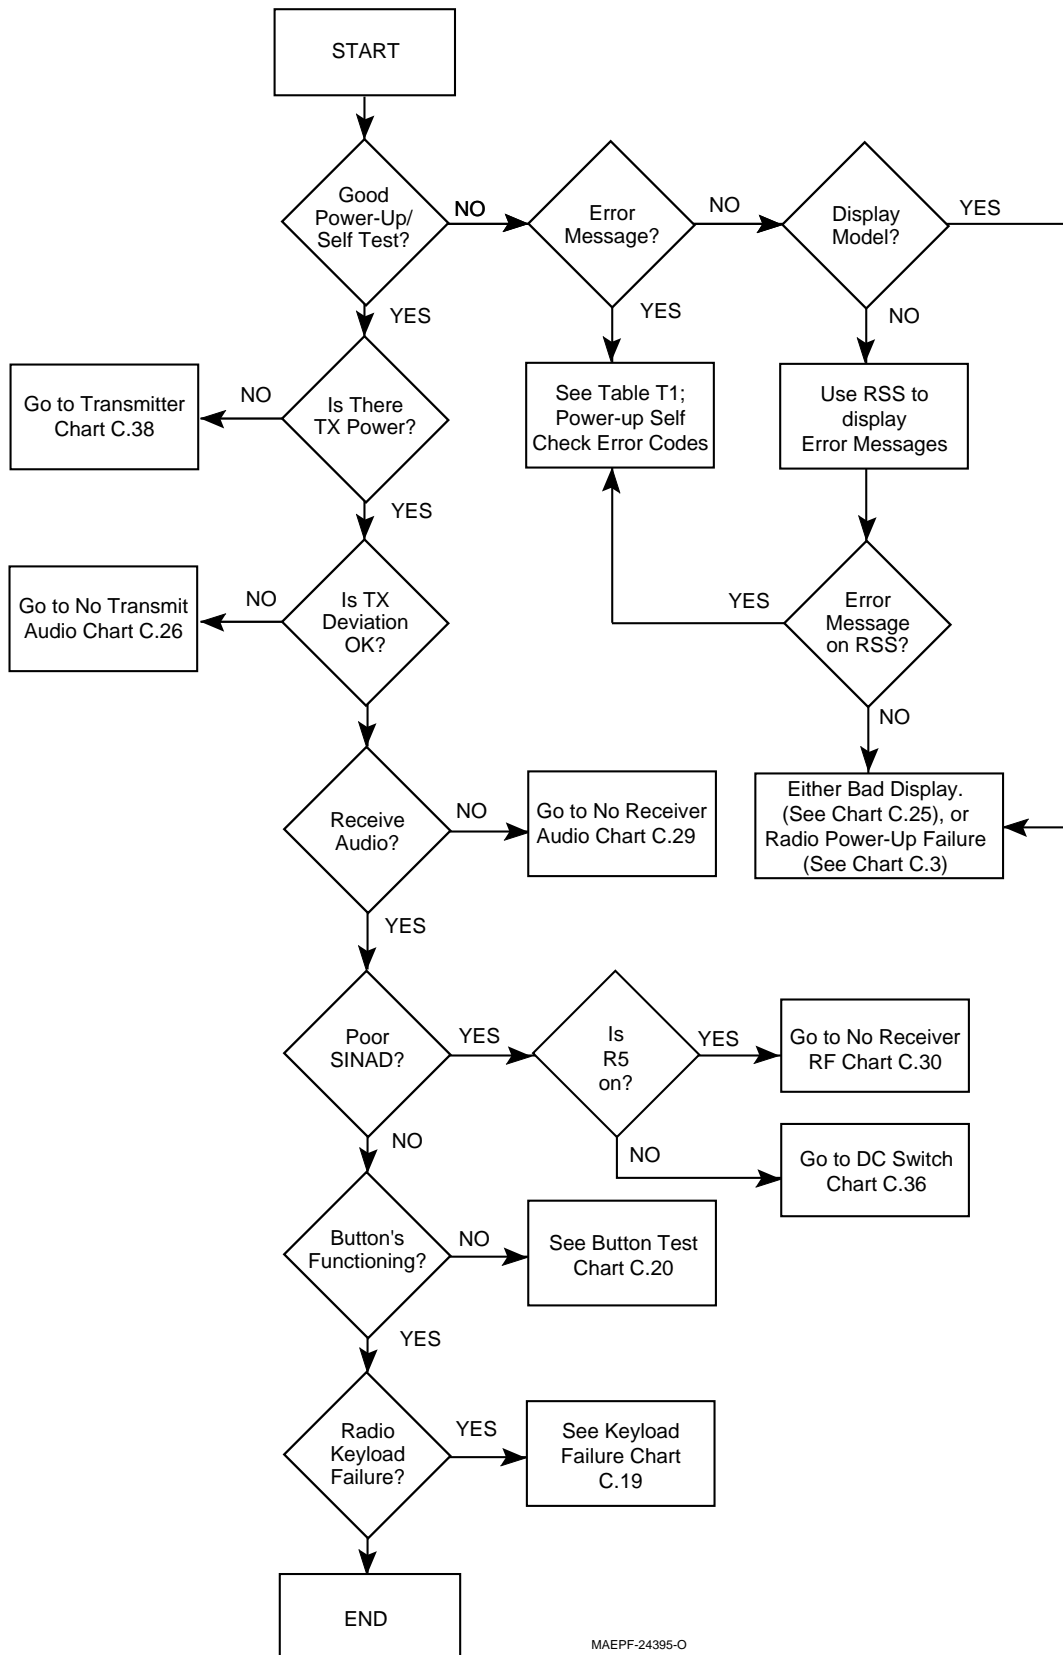 START
Good
Power-Up/
Self Test?
NO
Error
Message?
NO
Display
Model?
YES
YES
YES
NO
Go to Transmitter
Chart C.38
NO
Is There
TX Power?
See Table T1;
Power-up Self
Check Error Codes
Use RSS to
display
Error Messages
YES
Go to No Transmit
Audio Chart C.26
NO
Is TX
Deviation
OK?
YES
Error
Message
on RSS?
NO
Receive
Audio?
NO
Go to No Receiver
Audio Chart C.29
Either Bad Display.
(See Chart C.25), or
Radio Power-Up Failure
(See Chart C.3)
YES
Poor
SINAD?
YES
Is
R5
on?
YES
Go to No Receiver
RF Chart C.30
NO
NO
Go to DC Switch
Chart C.36
Button's
Functioning?
NO
See Button Test
Chart C.20
YES
Radio
Keyload
Failure?
YES
See Keyload
Failure Chart
C.19
END
MAEPF-24395-O